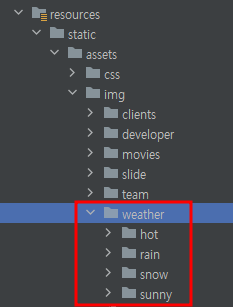 resources
static
assets
css
img
clients
developer
movies
slide
team
weather
hot
rain
snow
sunny